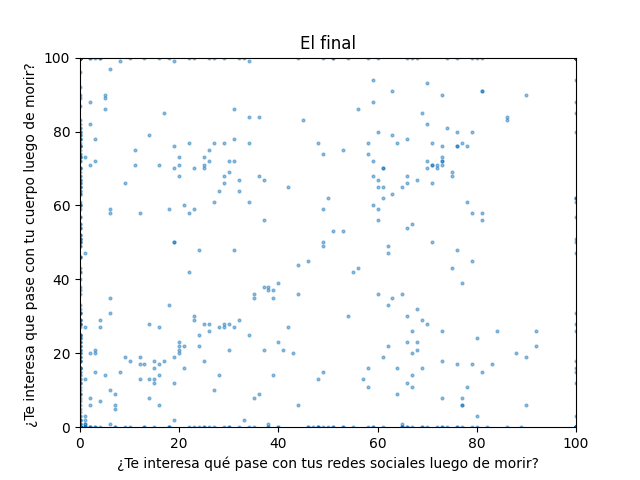 El final
100
80
60
40
20
0
¿Te interesa que pase con tu cuerpo luego de morir?
0 20 40 60 80 100
¿Te interesa qué pase con tus redes sociales luego de morir?